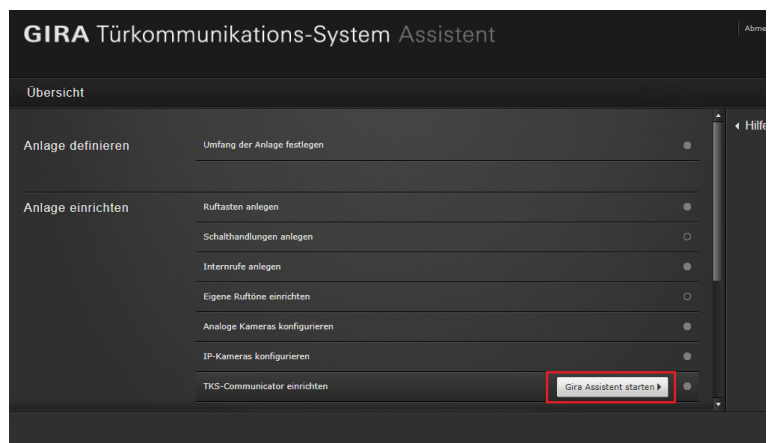 GIRA Türkommunikations-System Assistent
Übersicht
Hilfe
Anlage definieren
Umfang der Anlage festlegen
Anlage einrichten
Ruftasten anlegen
Schalthandlungen anlegen
Internrufe anlegen
Eigene Ruftöne einrichten
Analoge Kameras konfigurieren
IP-Kameras konfigurieren
TKS-Communicator einrichten
Gira Assistent starten